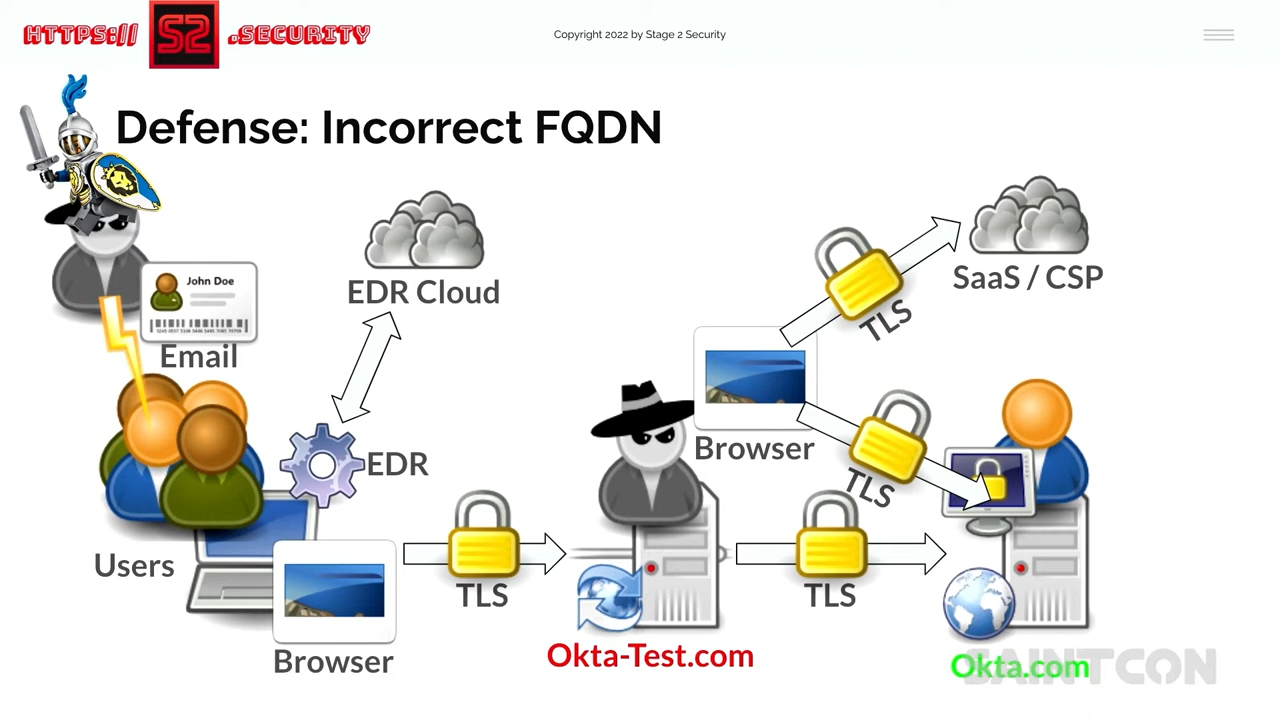 HTTPS:// S2 .SECURITY
Copyright 2022 by Stage 2 Security
Defense: Incorrect FQDN
John Doe
Email
EDR Cloud
EDR
Users
Browser
TLS
Okta-Test.com
Browser
TLS
SaaS / CSP
TLS
TLS
Okta.com
SAINTCON